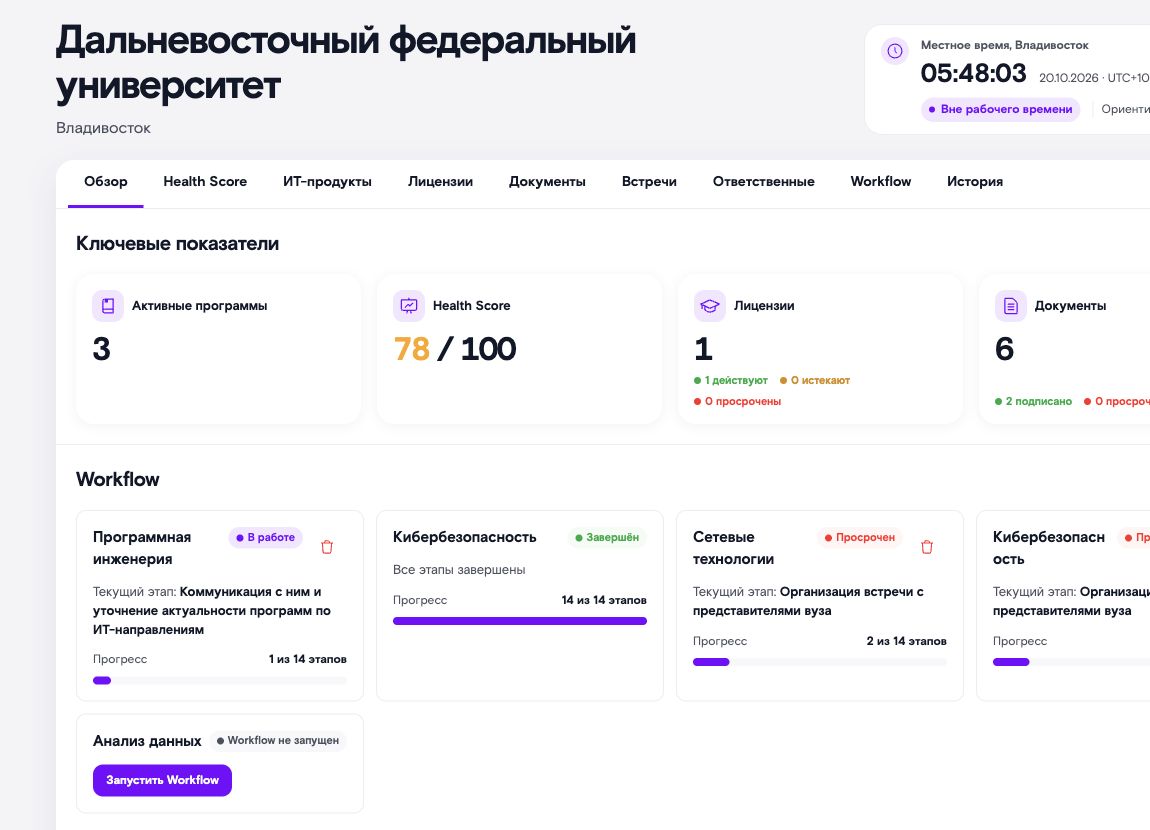 Дальневосточный федеральный
университет
Владивосток
Местное время, Владивосток
05:48:03 20.10.2026 · UTC+10
Вне рабочего времени
Обзор Health Score ИТ-продукты Лицензии Документы Встречи Ответственные Workflow История
Ключевые показатели
Активные программы
3
Health Score
78 / 100
Лицензии
1
1 действуют 0 истекают
0 просрочены
Документы
6
2 подписано 0
Workflow
Программная
инженерия
В работе
Текущий этап: Коммуникация с ним и
уточнение актуальности программ по
ИТ-направлениям
Прогресс 1 из 14 этапов
Кибербезопасность Завершён
Все этапы завершены
Прогресс 14 из 14 этапов
Сетевые
технологии
Просрочен
Текущий этап: Организация встречи с
представителями вуза
Прогресс 2 из 14 этапов
Кибербезопасн
ость
Текущий этап:
представителями вуза
Прогресс
Анализ данных Workflow не запущен
Запустить Workflow